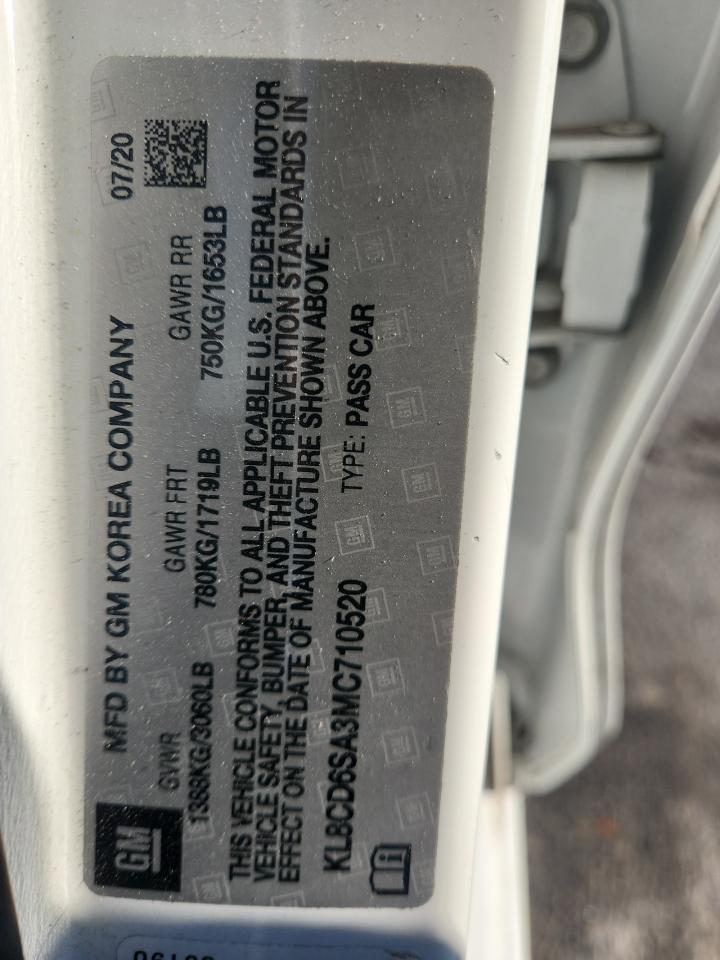 GM
MFD BY GM KOREA COMPANY 07/20
GVWR GAWR FRT GAWR RR
1388KG/3060LB 780KG/1719LB 750KG/1653LB
THIS VEHICLE CONFORMS TO ALL APPLICABLE U.S. FEDERAL MOTOR
VEHICLE SAFETY, BUMPER, AND THEFT PREVENTION STANDARDS IN
EFFECT ON THE DATE OF MANUFACTURE SHOWN ABOVE.
KL8CD6SA3MC710520 TYPE: PASS CAR